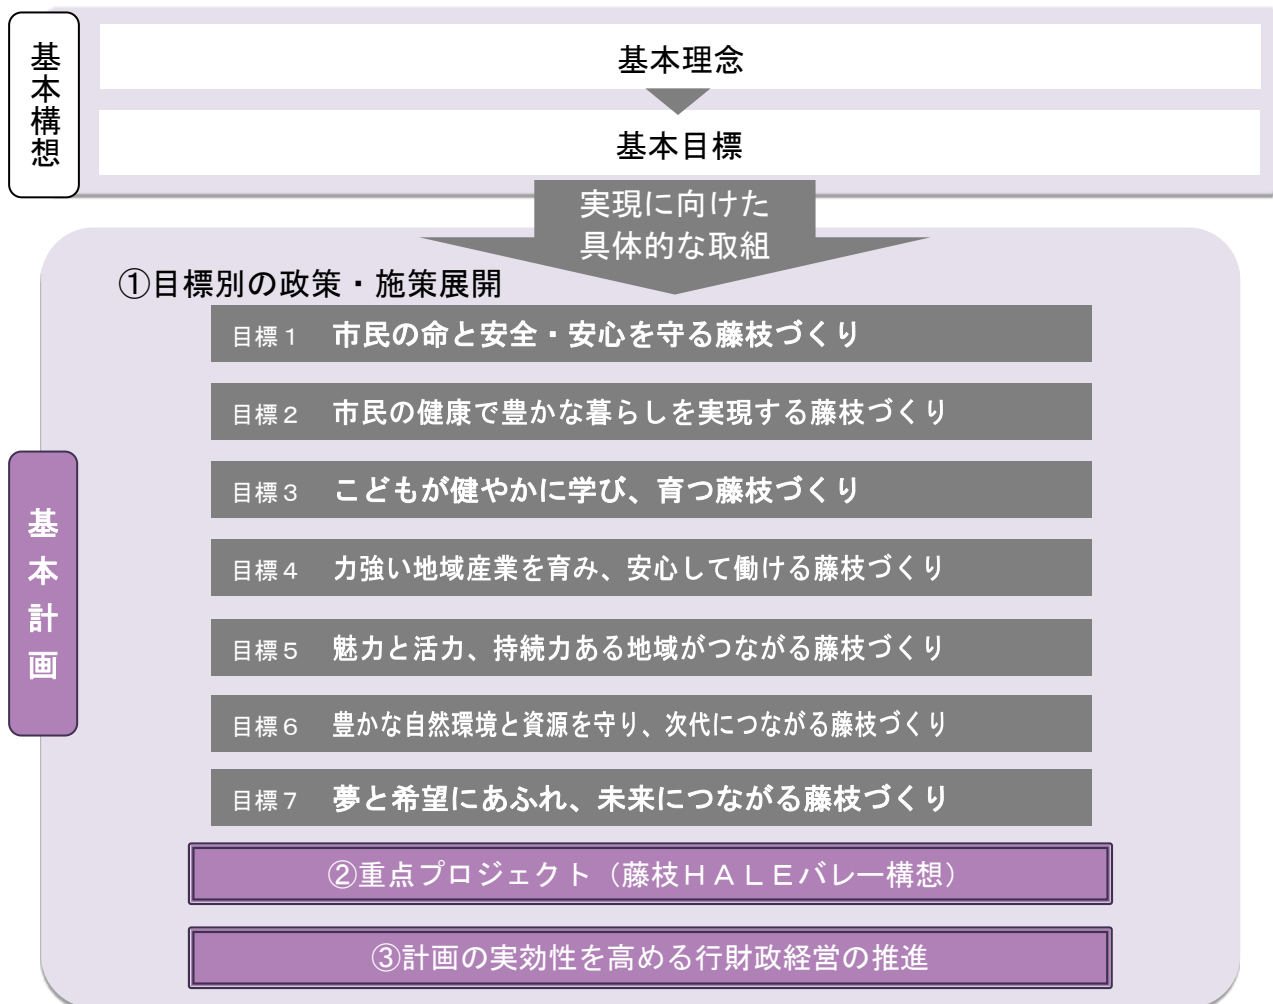 基本構想
基本理念
基本目標
実現に向けた
具体的な取組
基本計画
①目標別の政策・施策展開
目標１　市民の命と安全・安心を守る藤枝づくり
目標２　市民の健康で豊かな暮らしを実現する藤枝づくり
目標３　こどもが健やかに学び、育つ藤枝づくり
目標４　力強い地域産業を育み、安心して働ける藤枝づくり
目標５　魅力と活力、持続力ある地域がつながる藤枝づくり
目標６　豊かな自然環境と資源を守り、次代につながる藤枝づくり
目標７　夢と希望にあふれ、未来につながる藤枝づくり
②重点プロジェクト（藤枝ＨＡＬＥバレー構想）
③計画の実効性を高める行財政経営の推進